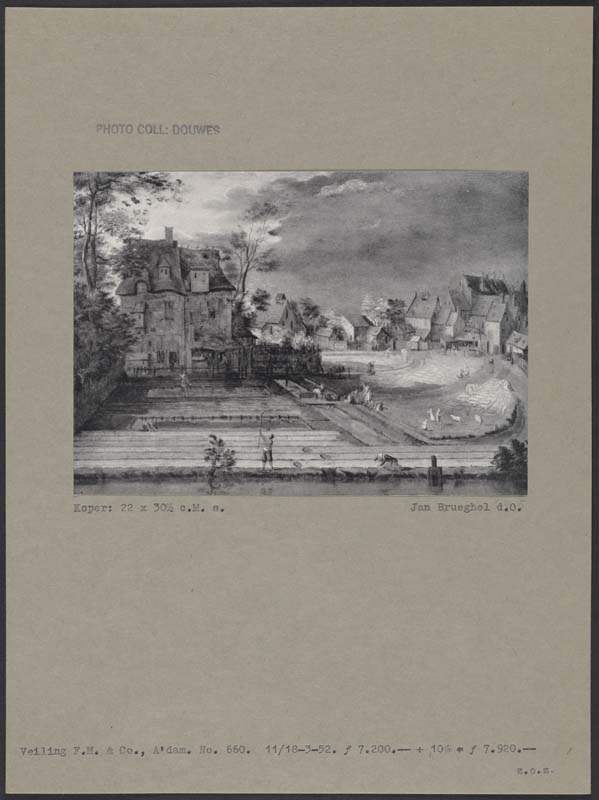 PHOTO COLL: DOUWES
Koper: 22 x 30½ c.M. s.
Jan Brueghel d.O.
Veiling F.M. & Co., A'dam. No. 660. 11/18-3-52. ƒ 7.200.— + 10% = ƒ 7.920.—
Z.O.Z.